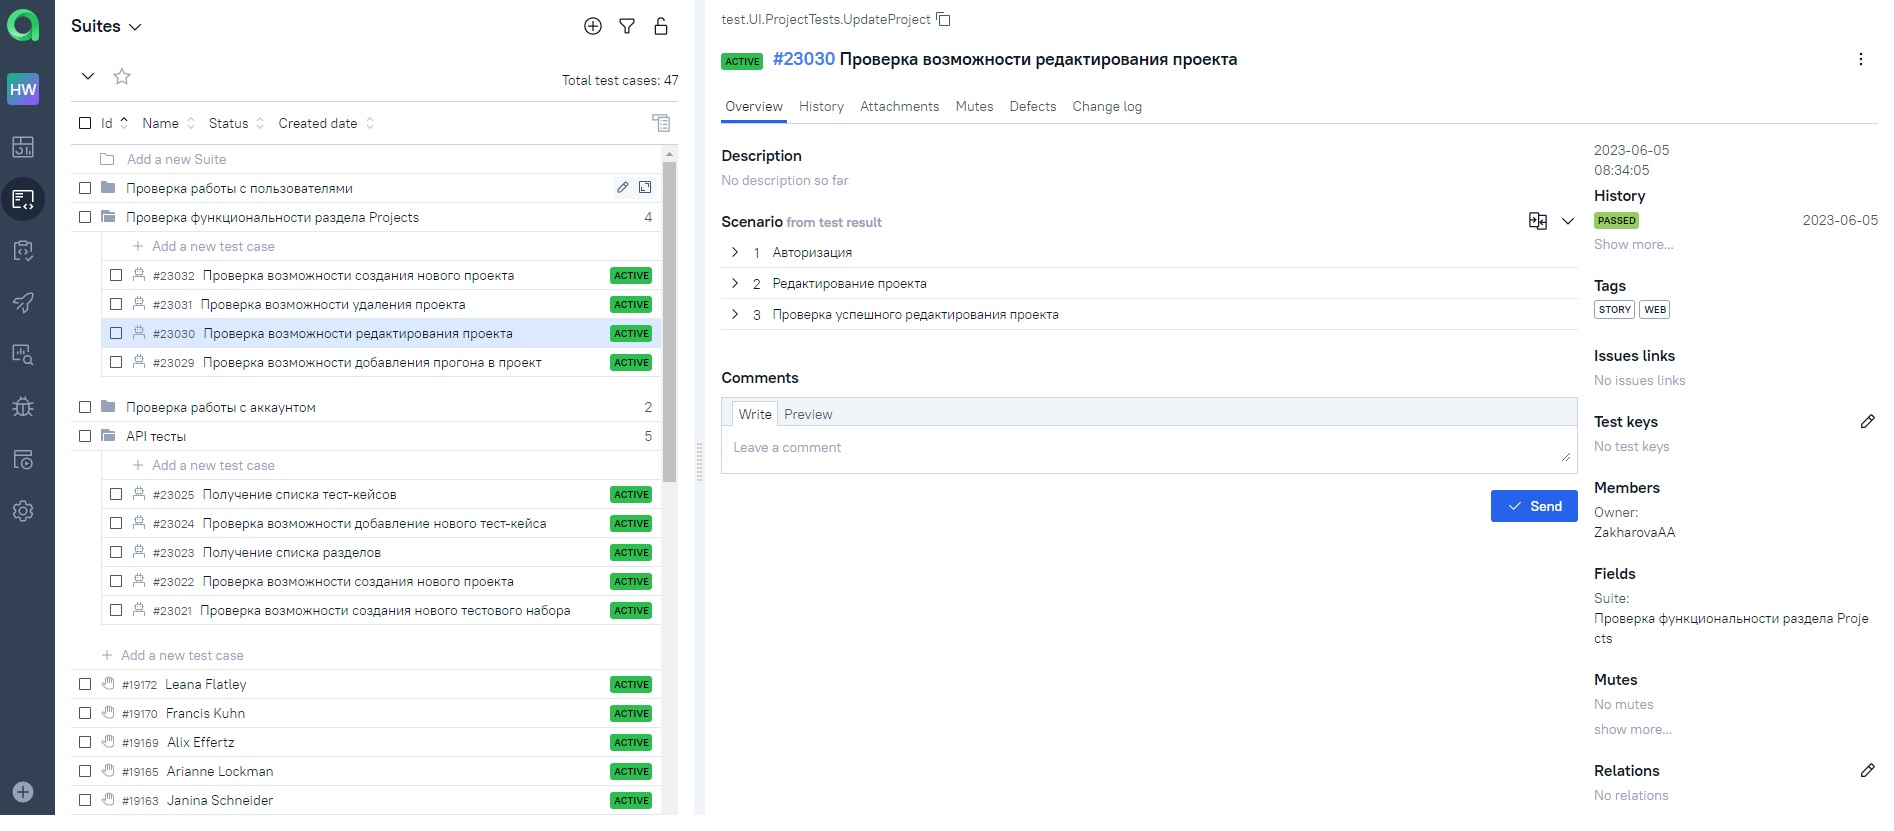 HW
Suites
Total test cases: 47
Id Name Status Created date
Add a new Suite
Проверка работы с пользователями
Проверка функциональности раздела Projects 4
+ Add a new test case
#23032 Проверка возможности создания нового проекта ACTIVE
#23031 Проверка возможности удаления проекта ACTIVE
#23030 Проверка возможности редактирования проекта ACTIVE
#23029 Проверка возможности добавления прогона в проект ACTIVE
Проверка работы с аккаунтом 2
API тесты 5
+ Add a new test case
#23025 Получение списка тест-кейсов ACTIVE
#23024 Проверка возможности добавление нового тест-кейса ACTIVE
#23023 Получение списка разделов ACTIVE
#23022 Проверка возможности создания нового проекта ACTIVE
#23021 Проверка возможности создания нового тестового набора ACTIVE
+ Add a new test case
#19172 Leana Flatley ACTIVE
#19170 Francis Kuhn ACTIVE
#19169 Alix Effertz ACTIVE
#19165 Arianne Lockman ACTIVE
#19163 Janina Schneider ACTIVE
test.UI.ProjectTests.UpdateProject
ACTIVE #23030 Проверка возможности редактирования проекта
Overview History Attachments Mutes Defects Change log
Description
No description so far
Scenario from test result
1 Авторизация
2 Редактирование проекта
3 Проверка успешного редактирования проекта
Comments
Write Preview
Leave a comment
Send
2023-06-05
08:34:05
History
PASSED 2023-06-05
Show more...
Tags
STORY WEB
Issues links
No issues links
Test keys
No test keys
Members
Owner:
ZakharovaAA
Fields
Suite:
Проверка функциональности раздела Proje
cts
Mutes
No mutes
show more...
Relations
No relations